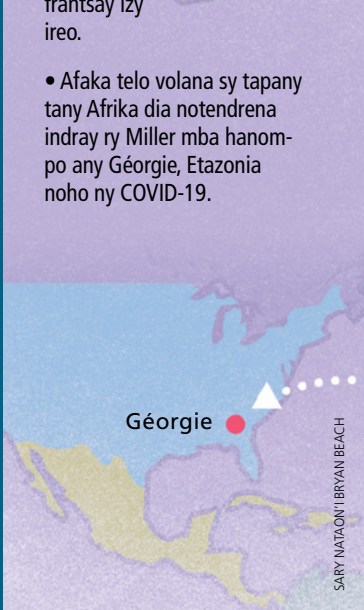 frantsay izy
ireo.
• Afaka telo volana sy tapany
tany Afrika dia notendrena
indray ry Miller mba hanom-
po any Géorgie, Etazonia
noho ny COVID-19.
Géorgie
SARY NATAON'I BRYAN BEACH